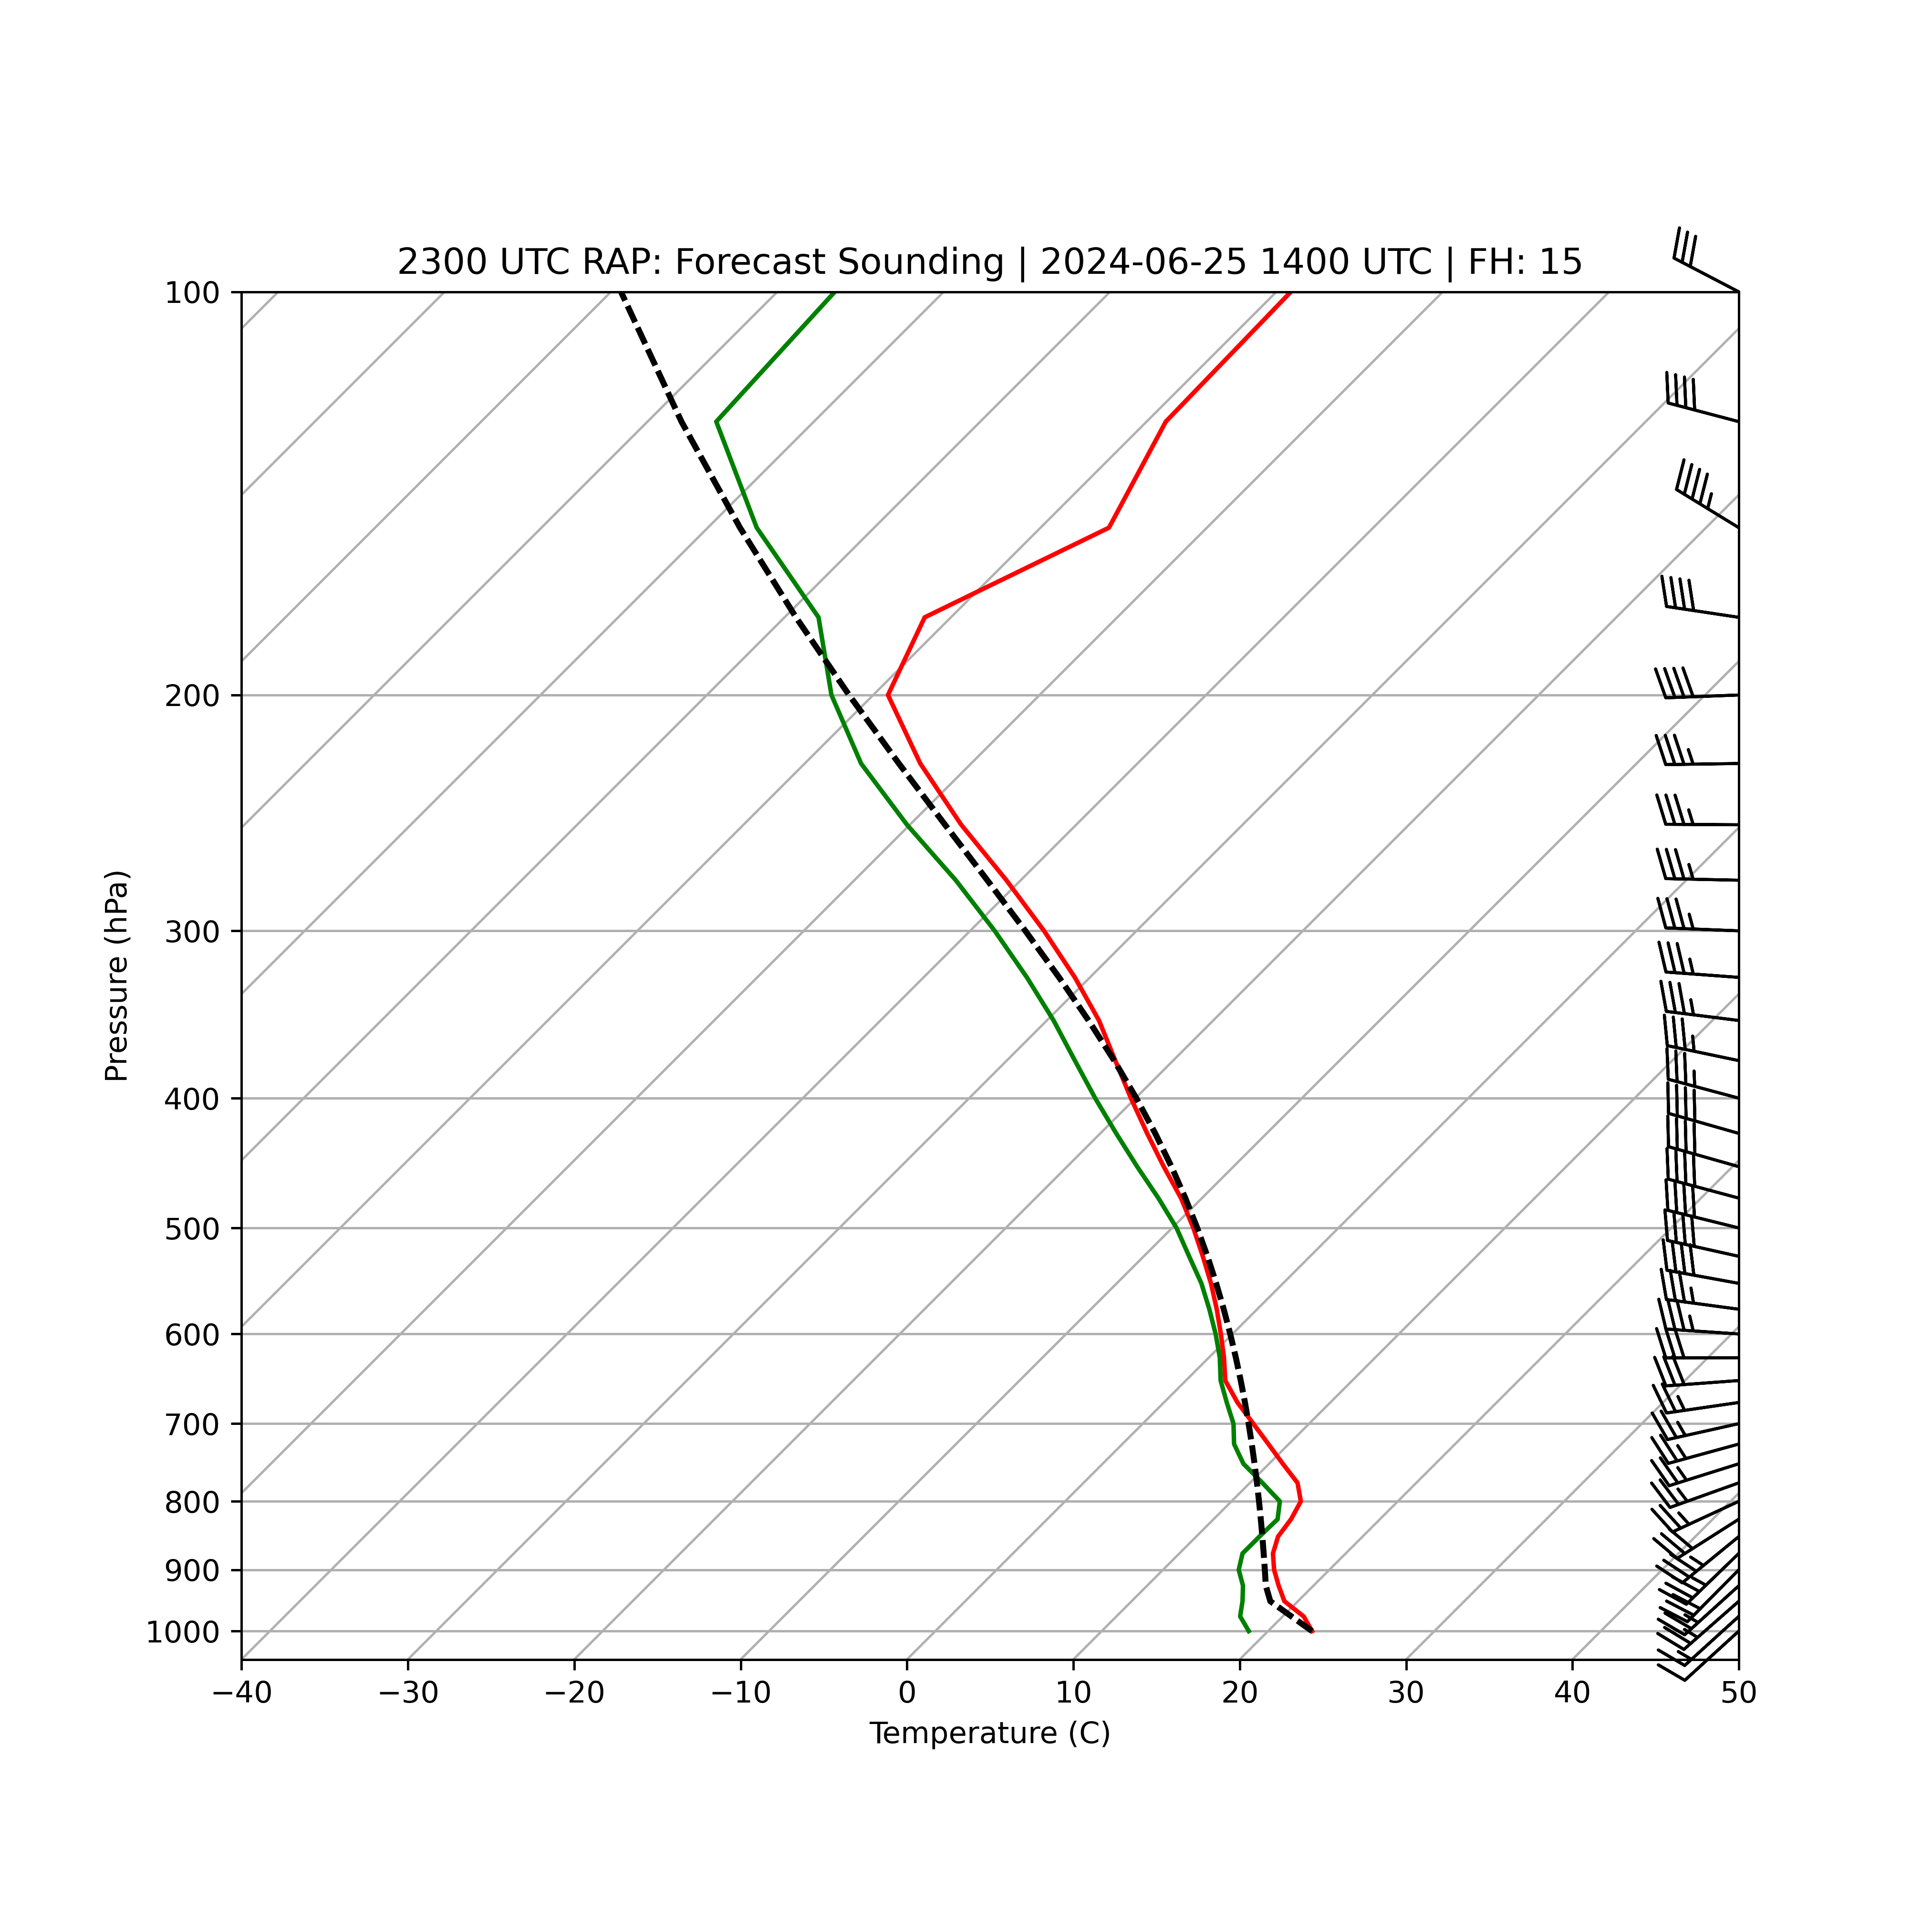 2300 UTC RAP: Forecast Sounding | 2024-06-25 1400 UTC | FH: 15
100
200
300
400
500
600
700
800
900
1000
Pressure (hPa)
−40 −30 −20 −10 0 10 20 30 40 50
Temperature (C)